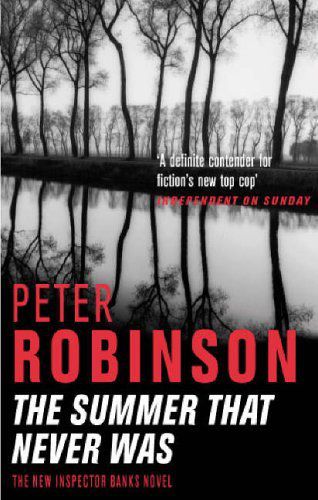 'A definite contender for
fiction's new top cop'
INDEPENDENT ON SUNDAY
PETER
ROBINSON
THE SUMMER THAT
NEVER WAS
THE NEW INSPECTOR BANKS NOVEL